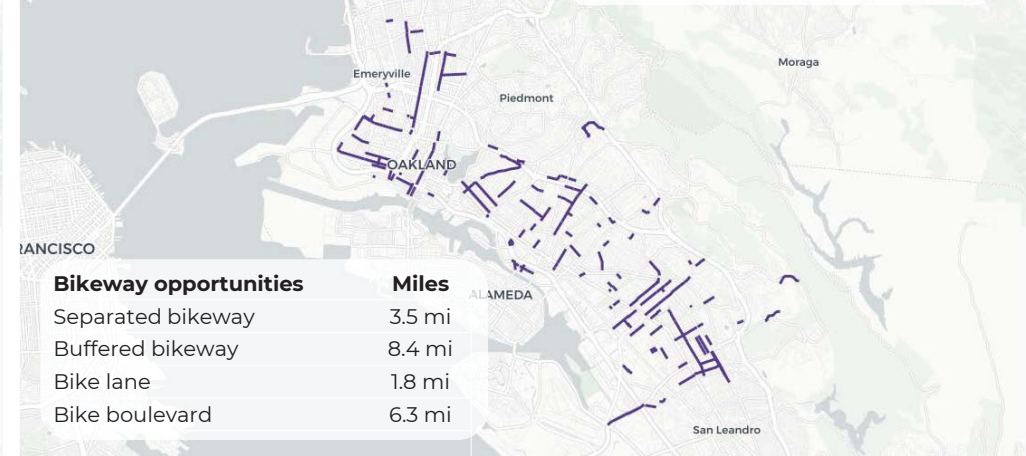 Moraga
Emeryville
Piedmont
OAKLAND
RANCISCO
ALAMEDA
Bikeway opportunities Miles
Separated bikeway 3.5 mi
Buffered bikeway 8.4 mi
Bike lane 1.8 mi
Bike boulevard 6.3 mi
San Leandro